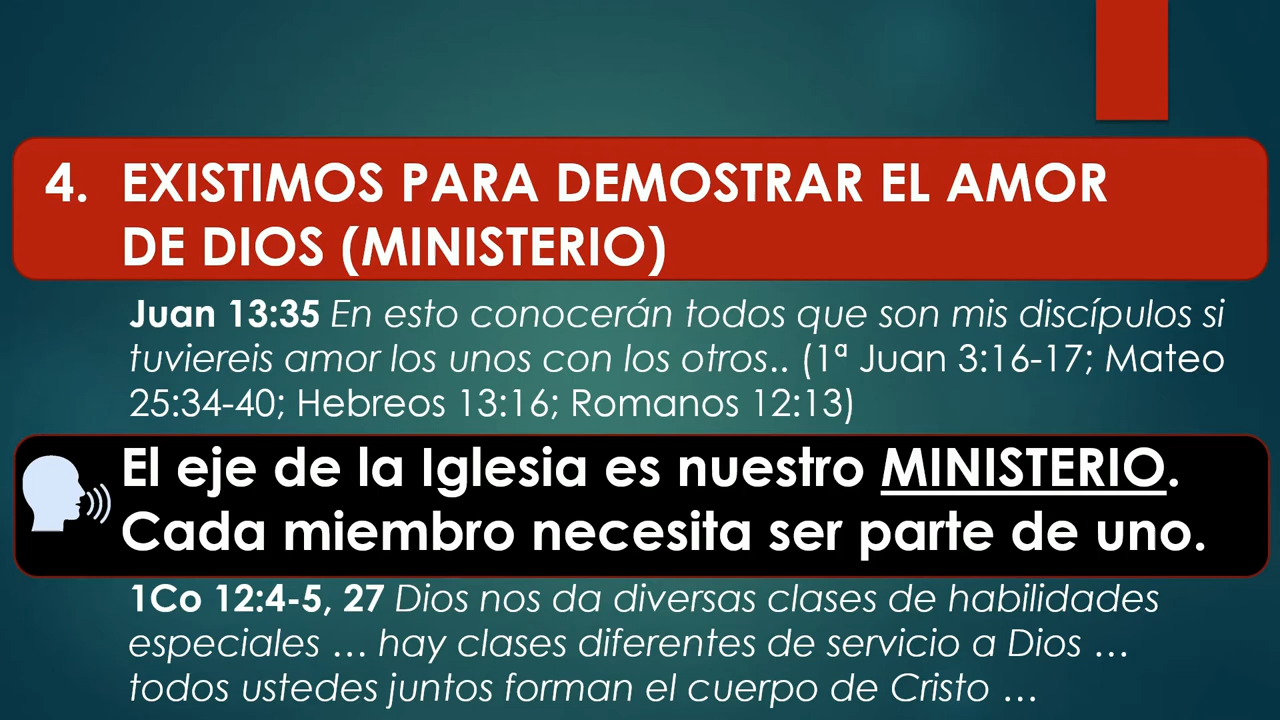 4. EXISTIMOS PARA DEMOSTRAR EL AMOR
DE DIOS (MINISTERIO)
Juan 13:35 En esto conocerán todos que son mis discípulos si
tuviereis amor los unos con los otros.. (1ª Juan 3:16-17; Mateo
25:34-40; Hebreos 13:16; Romanos 12:13)
El eje de la Iglesia es nuestro MINISTERIO.
Cada miembro necesita ser parte de uno.
1Co 12:4-5, 27 Dios nos da diversas clases de habilidades
especiales … hay clases diferentes de servicio a Dios …
todos ustedes juntos forman el cuerpo de Cristo …